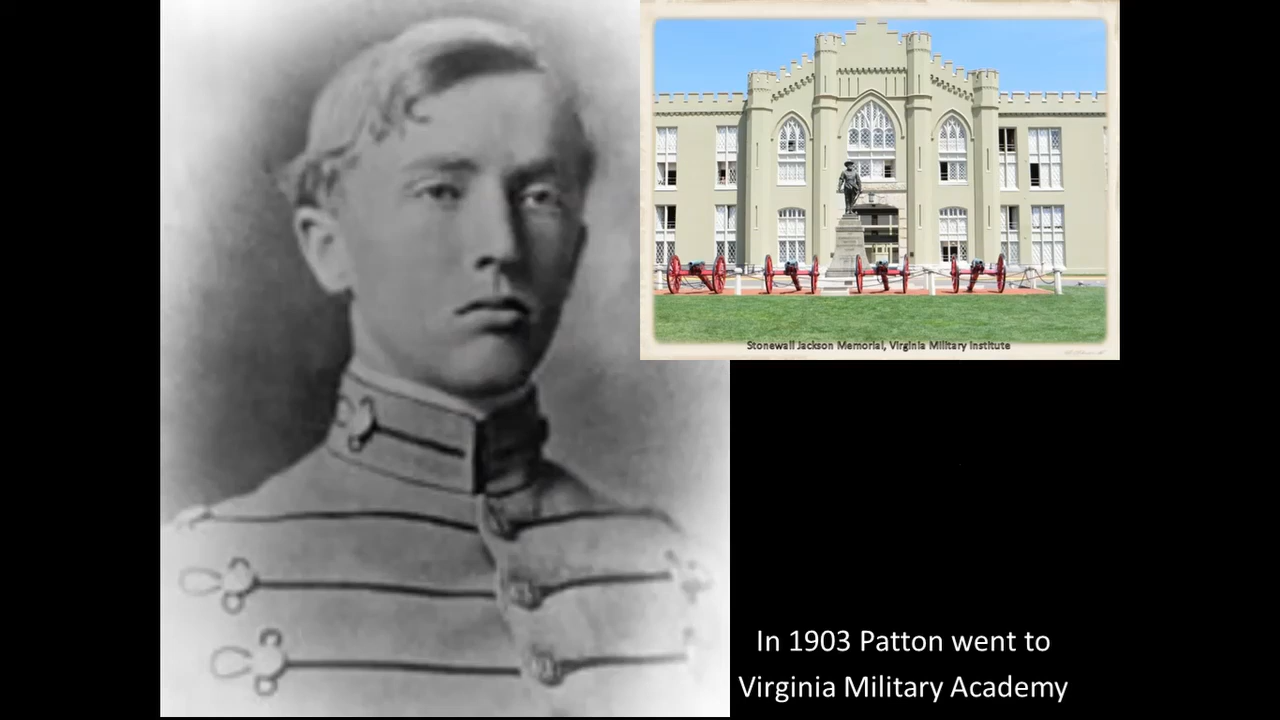 Stonewall Jackson Memorial, Virginia Military Institute
In 1903 Patton went to
Virginia Military Academy